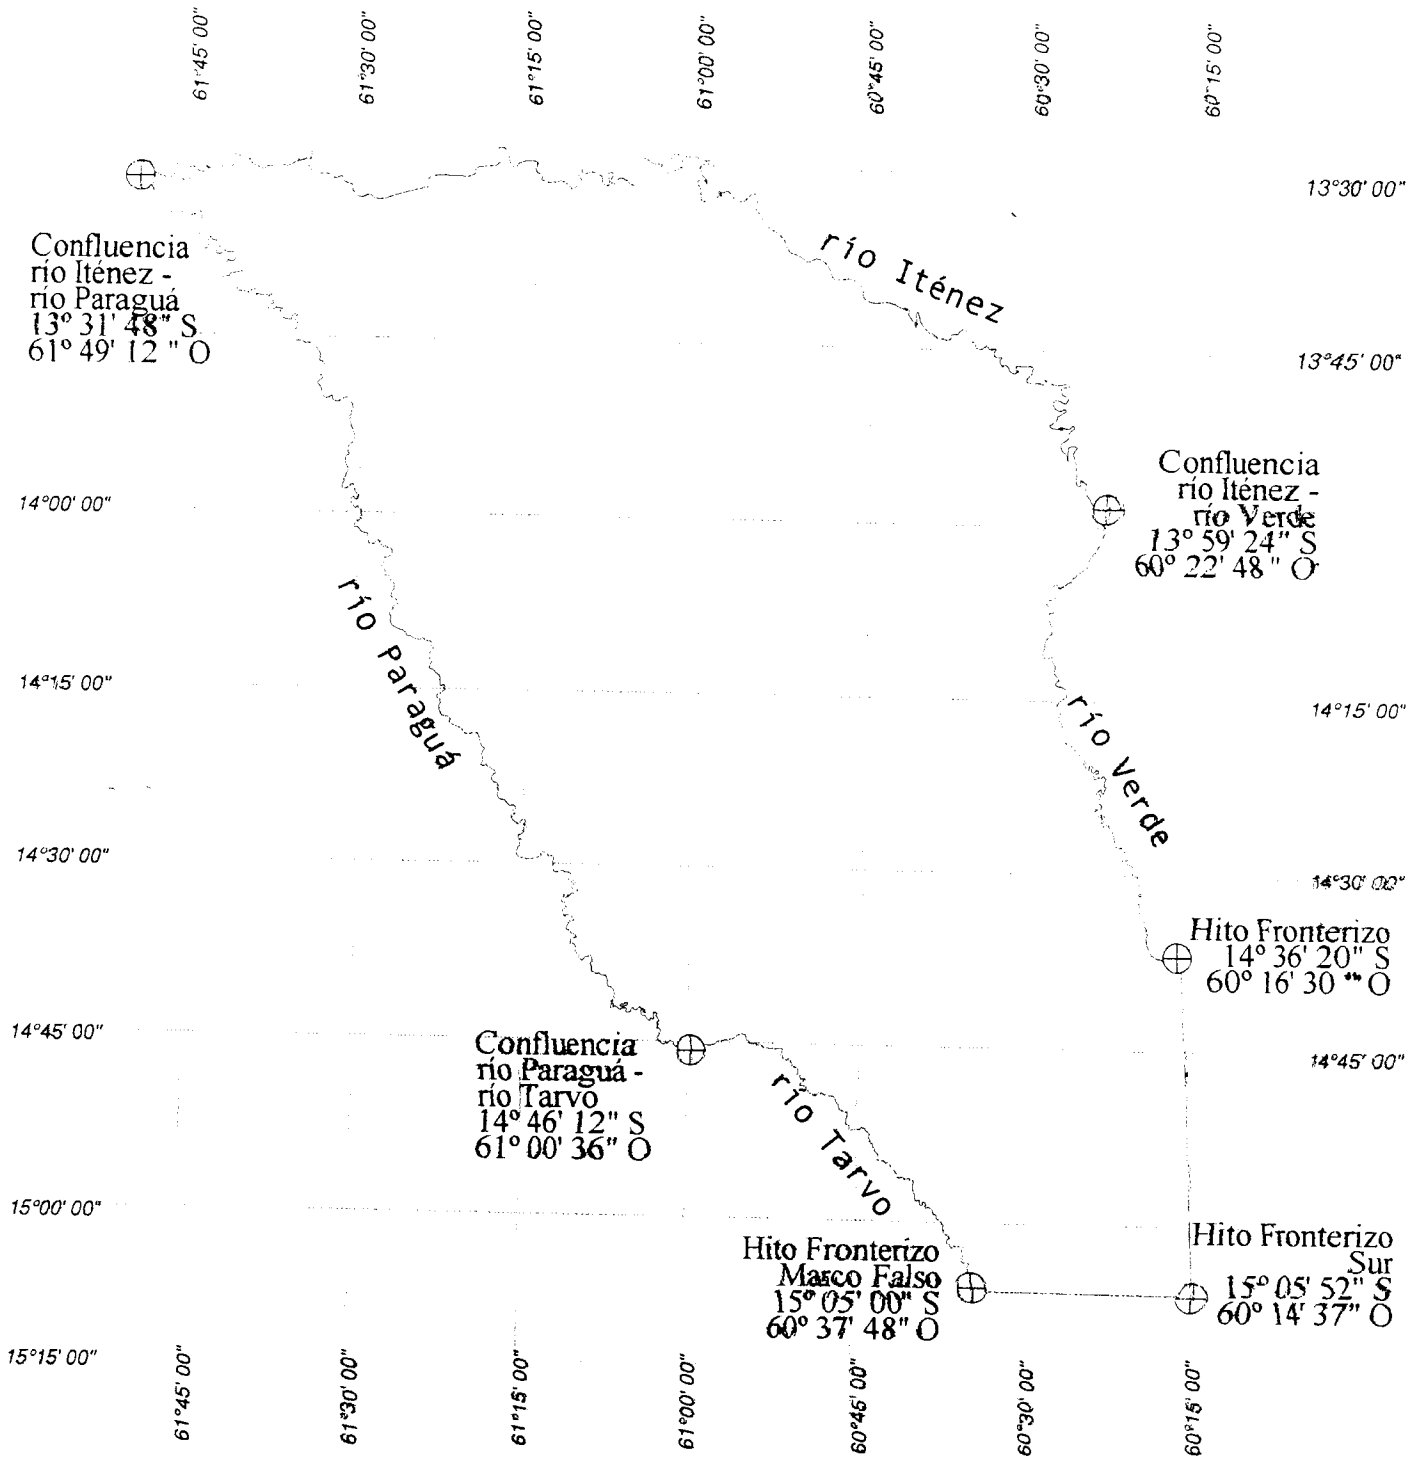 61°45' 00"
61°30' 00"
61°15' 00"
61°00' 00"
60°45' 00"
60°30' 00"
60°15' 00"
13°30' 00"
Confluencia
río Iténez -
río Paraguá
13° 31' 48" S
61° 49' 12 " O
río Iténez
13°45' 00"
Confluencia
río Iténez -
río Verde
13° 59' 24" S
60° 22' 48" O
14°00' 00"
río Paraguá
14°15' 00"
río Verde
14°15' 00"
14°30' 00"
14°30' 00"
Hito Fronterizo
14° 36' 20" S
60° 16' 30 " O
14°45' 00"
Confluencia
río Paraguá -
río Tarvo
14° 46' 12" S
61° 00' 36" O
14°45' 00"
río Tarvo
15°00' 00"
Hito Fronterizo
Marco Falso
15° 05' 00" S
60° 37' 48" O
Hito Fronterizo
Sur
15° 05' 52" S
60° 14' 37" O
15°15' 00"
61°45' 00"
61°30' 00"
61°15' 00"
61°00' 00"
60°45' 00"
60°30' 00"
60°15' 00"